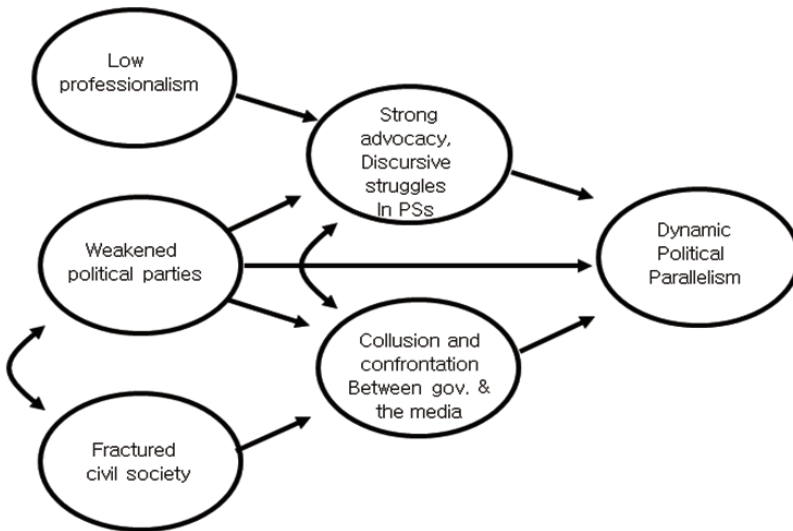 Low
professionalism
Strong
advocacy,
Discursive
struggles
In PSs
Weakened
political parties
Dynamic
Political
Parallelism
Collusion and
confrontation
Between gov. &
the media
Fractured
civil society